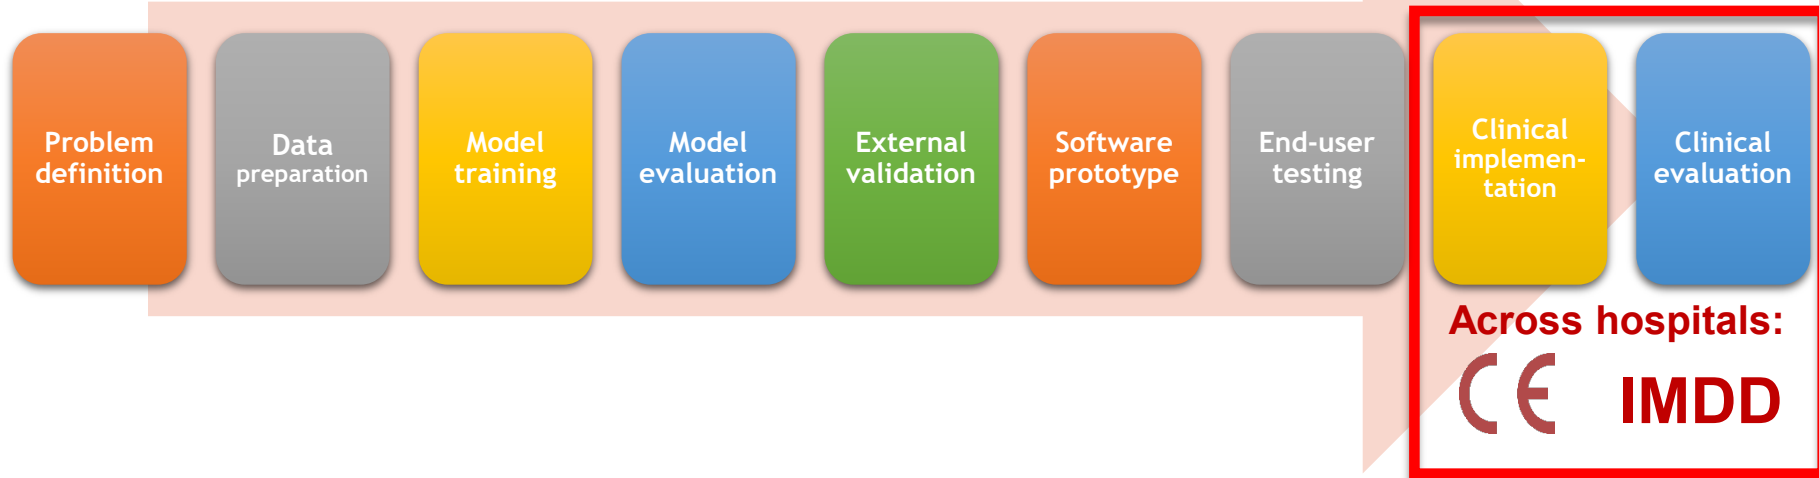 Problem
definition
Data
preparation
Model
training
Model
evaluation
External
validation
Software
prototype
End-user
testing
Clinical
implemen-
tation
Clinical
evaluation
Across hospitals:
CE IMDD